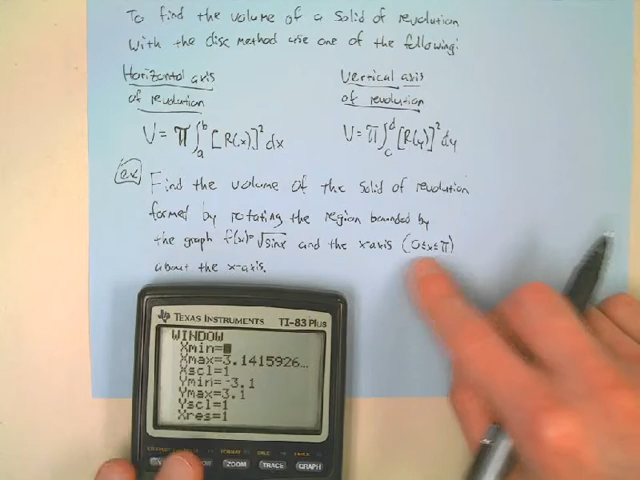 To find the volume of a solid of revolution
with the disc method use one of the following:
Horizontal axis
of revolution
V = π∫ₐᵇ [R(x)]² dx
Vertical axis
of revolution
V = π∫_c^d [R(y)]² dy
ex Find the volume of the solid of revolution
formed by rotating the region bounded by
the graph f(x)=√sinx and the x-axis (0≤x≤π)
about the x-axis.
TEXAS INSTRUMENTS TI-83 Plus
WINDOW
Xmin=
Xmax=3.1415926…
Xscl=1
Ymin=-3.1
Ymax=3.1
Yscl=1
Xres=1
ZOOM TRACE GRAPH